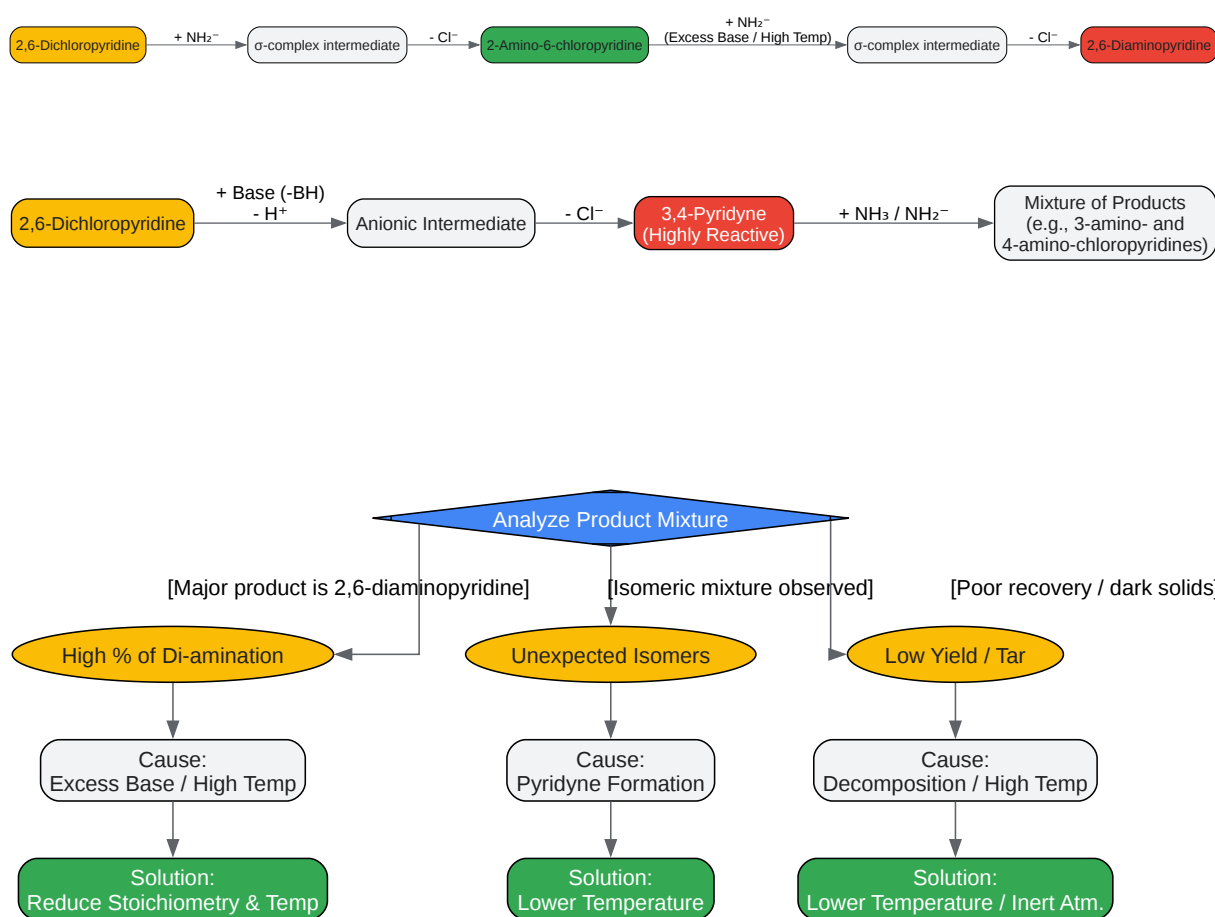 + NH₂⁻
2,6-Dichloropyridine
+ NH₂⁻
σ-complex intermediate
- Cl⁻
2-Amino-6-chloropyridine
(Excess Base / High Temp)
σ-complex intermediate
- Cl⁻
2,6-Diaminopyridine
2,6-Dichloropyridine
+ Base (-BH)
- H⁺
Anionic Intermediate
- Cl⁻
3,4-Pyridyne
(Highly Reactive)
+ NH₃ / NH₂⁻
Mixture of Products
(e.g., 3-amino- and
4-amino-chloropyridines)
Analyze Product Mixture
[Major product is 2,6-diaminopyridine]
[Isomeric mixture observed]
[Poor recovery / dark solids]
High % of Di-amination
Unexpected Isomers
Low Yield / Tar
Cause:
Excess Base / High Temp
Cause:
Pyridyne Formation
Cause:
Decomposition / High Temp
Solution:
Reduce Stoichiometry & Temp
Solution:
Lower Temperature
Solution:
Lower Temperature / Inert Atm.